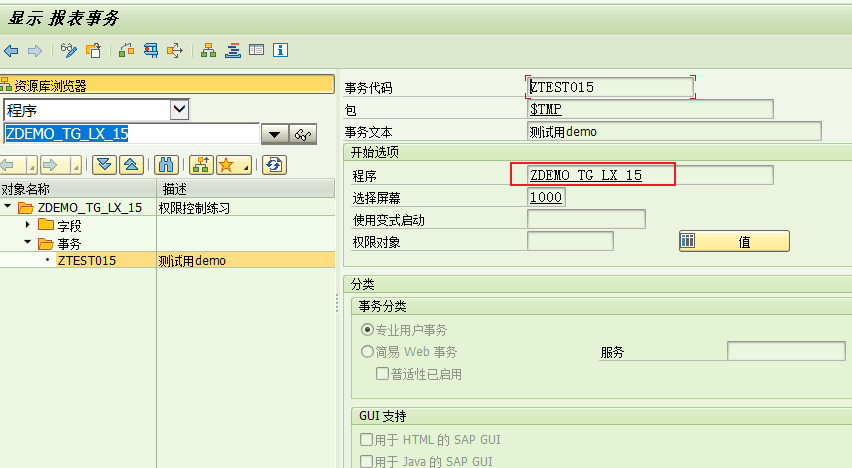 显示 报表事务
资源库浏览器
程序
ZDEMO_TG_LX_15
对象名称 描述
ZDEMO_TG_LX_15 权限控制练习
字段
事务
ZTEST015 测试用demo
事务代码 ZTEST015
包 $TMP
事务文本 测试用demo
开始选项
程序 ZDEMO_TG_LX_15
选择屏幕 1000
使用变式启动
权限对象 值
分类
事务分类
专业用户事务
简易 Web 事务 服务
普适性已启用
GUI 支持
用于 HTML 的 SAP GUI
用于 Java 的 SAP GUI